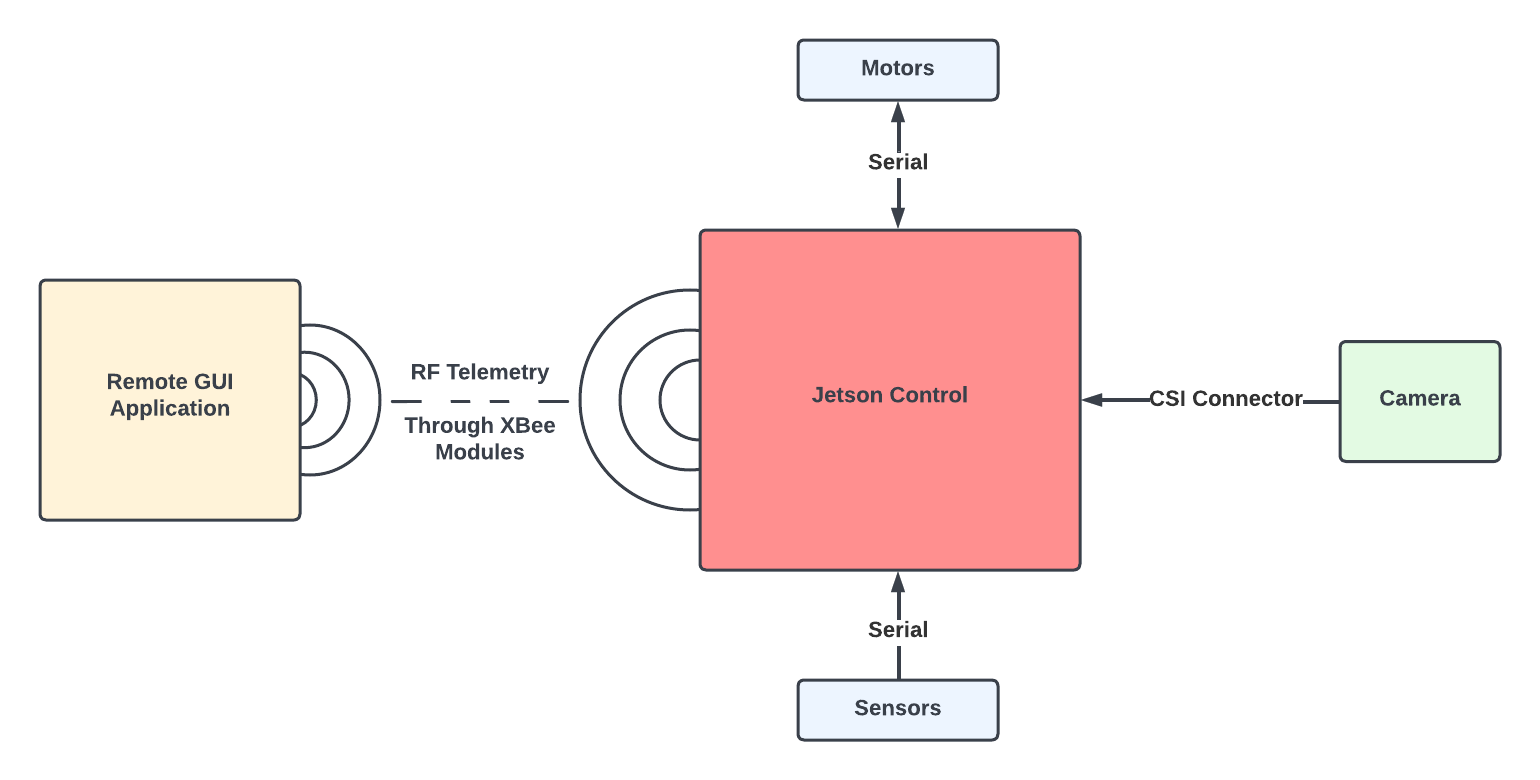 Motors
Serial
Remote GUI
Application
RF Telemetry
Through XBee
Modules
Jetson Control
CSI Connector
Camera
Serial
Sensors